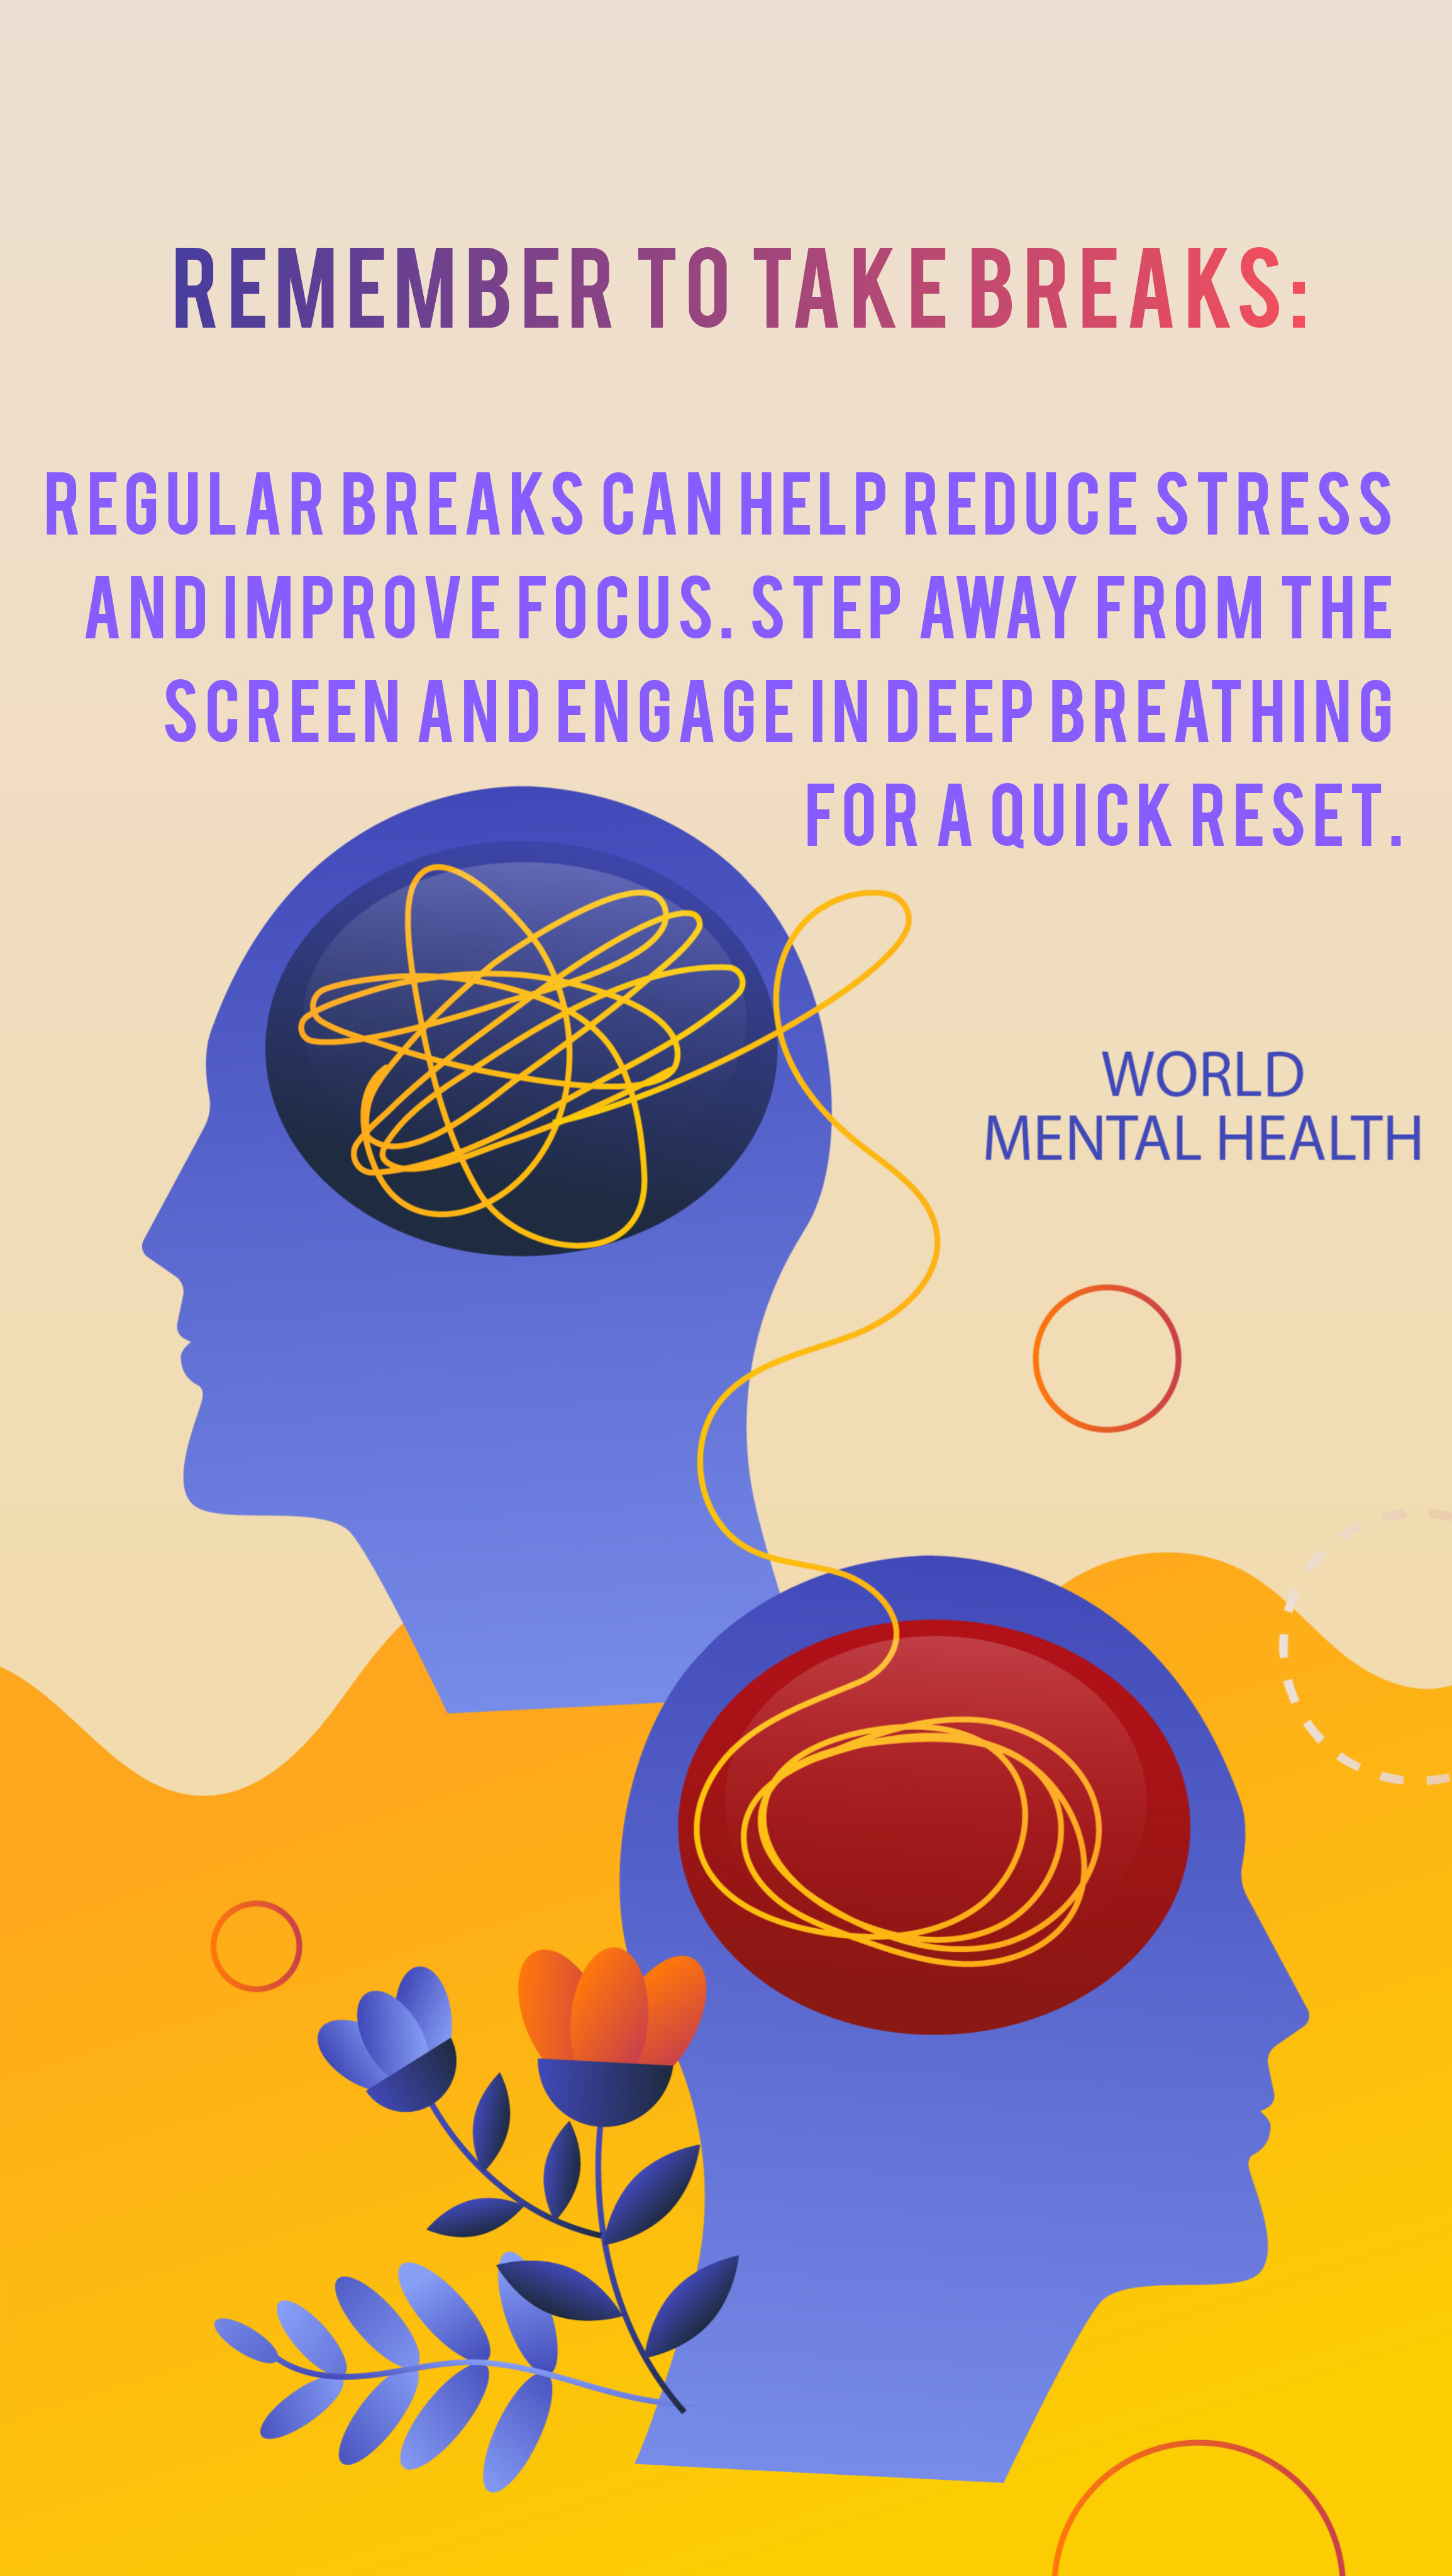 REMEMBER TO TAKE BREAKS:
REGULAR BREAKS CAN HELP REDUCE STRESS
AND IMPROVE FOCUS. STEP AWAY FROM THE
SCREEN AND ENGAGE IN DEEP BREATHING
FOR A QUICK RESET.
WORLD
MENTAL HEALTH